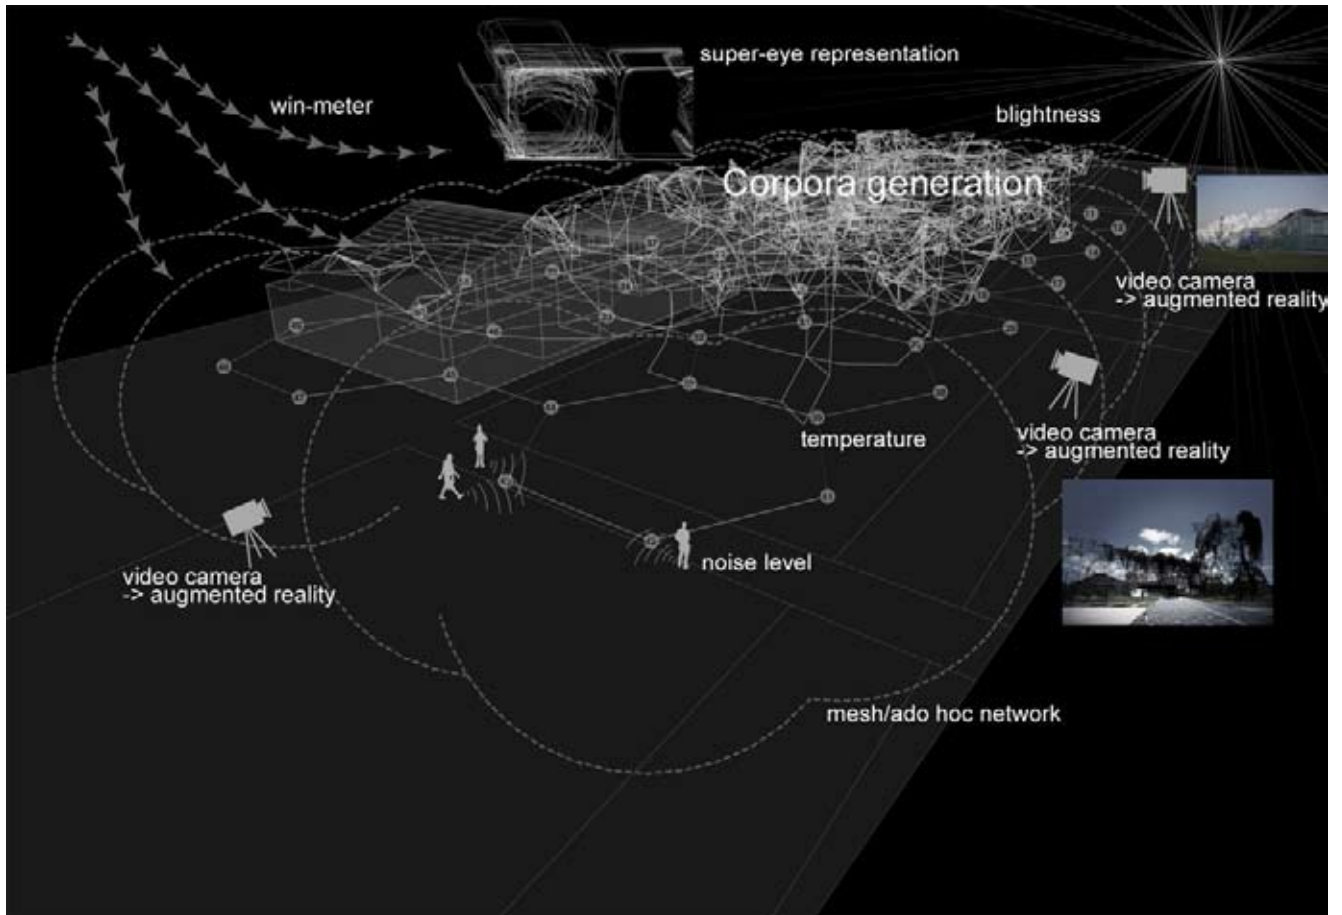 super-eye representation
win-meter
blightness
Corpora generation
video camera
-> augmented reality
video camera
-> augmented reality
temperature
noise level
video camera
-> augmented reality
mesh/ado hoc network